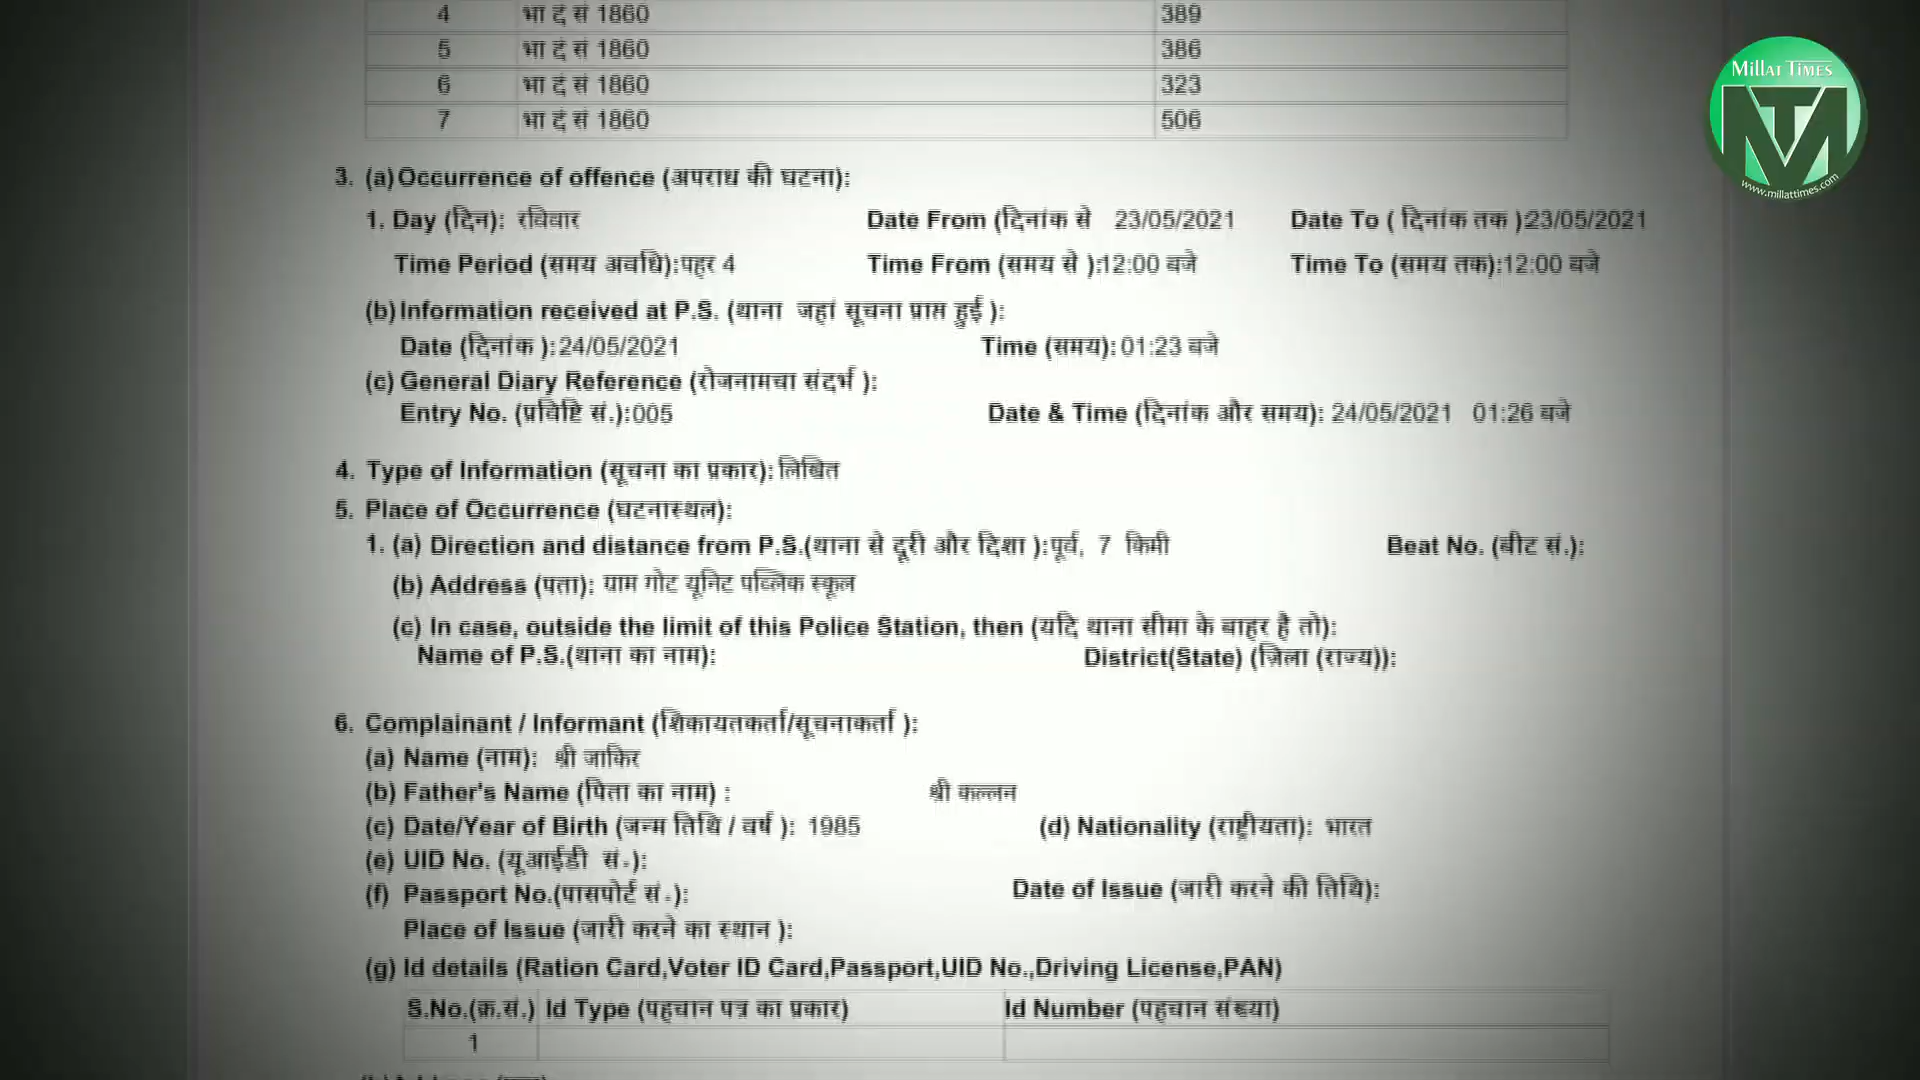 4 भा दं सं 1860 389
5 भा दं सं 1860 386
6 भा दं सं 1860 323
7 भा दं सं 1860 506
MILLAT TIMES
MT
www.millattimes.com
3. (a) Occurrence of offence (अपराध की घटना):
1. Day (दिन): रविवार Date From (दिनांक से 23/05/2021 Date To ( दिनांक तक ):23/05/2021
Time Period (समय अवधि):पहर 4 Time From (समय से ):12:00 बजे Time To (समय तक):12:00 बजे
(b) Information received at P.S. (थाना जहां सूचना प्राप्त हुई ):
Date (दिनांक ):24/05/2021 Time (समय): 01:23 बजे
(c) General Diary Reference (रोजनामचा संदर्भ ):
Entry No. (प्रविष्टि सं.):005 Date & Time (दिनांक और समय): 24/05/2021 01:26 बजे
4. Type of Information (सूचना का प्रकार): लिखित
5. Place of Occurrence (घटनास्थल):
1. (a) Direction and distance from P.S.(थाना से दूरी और दिशा ):पूर्व, 7 किमी Beat No. (बीट सं.):
(b) Address (पता): ग्राम गोट यूनिट पब्लिक स्कूल
(c) In case, outside the limit of this Police Station, then (यदि थाना सीमा के बाहर है तो):
Name of P.S.(थाना का नाम): District(State) (जिला (राज्य)):
6. Complainant / Informant (शिकायतकर्ता/सूचनाकर्ता ):
(a) Name (नाम): श्री जाकिर
(b) Father's Name (पिता का नाम) : श्री कल्लन
(c) Date/Year of Birth (जन्म तिथि / वर्ष ): 1985 (d) Nationality (राष्ट्रीयता): भारत
(e) UID No. (यूआईडी सं.):
(f) Passport No.(पासपोर्ट सं.): Date of Issue (जारी करने की तिथि):
Place of Issue (जारी करने का स्थान ):
(g) Id details (Ration Card,Voter ID Card,Passport,UID No.,Driving License,PAN)
S.No.(क्र.सं.) Id Type (पहचान पत्र का प्रकार) Id Number (पहचान संख्या)
1